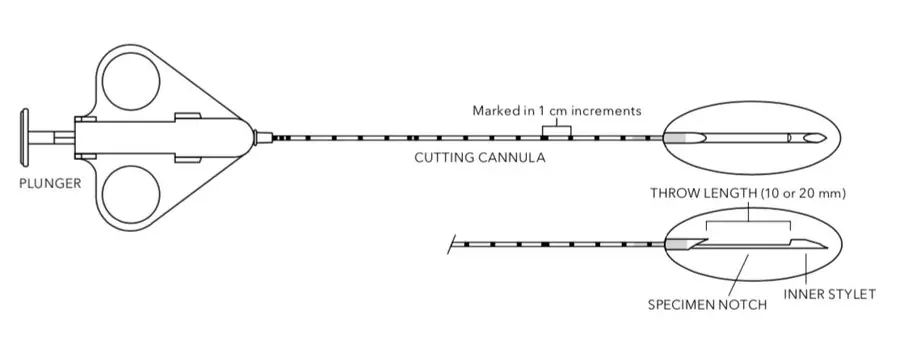 Marked in 1 cm increments
CUTTING CANNULA
PLUNGER
THROW LENGTH (10 or 20 mm)
SPECIMEN NOTCH
INNER STYLET